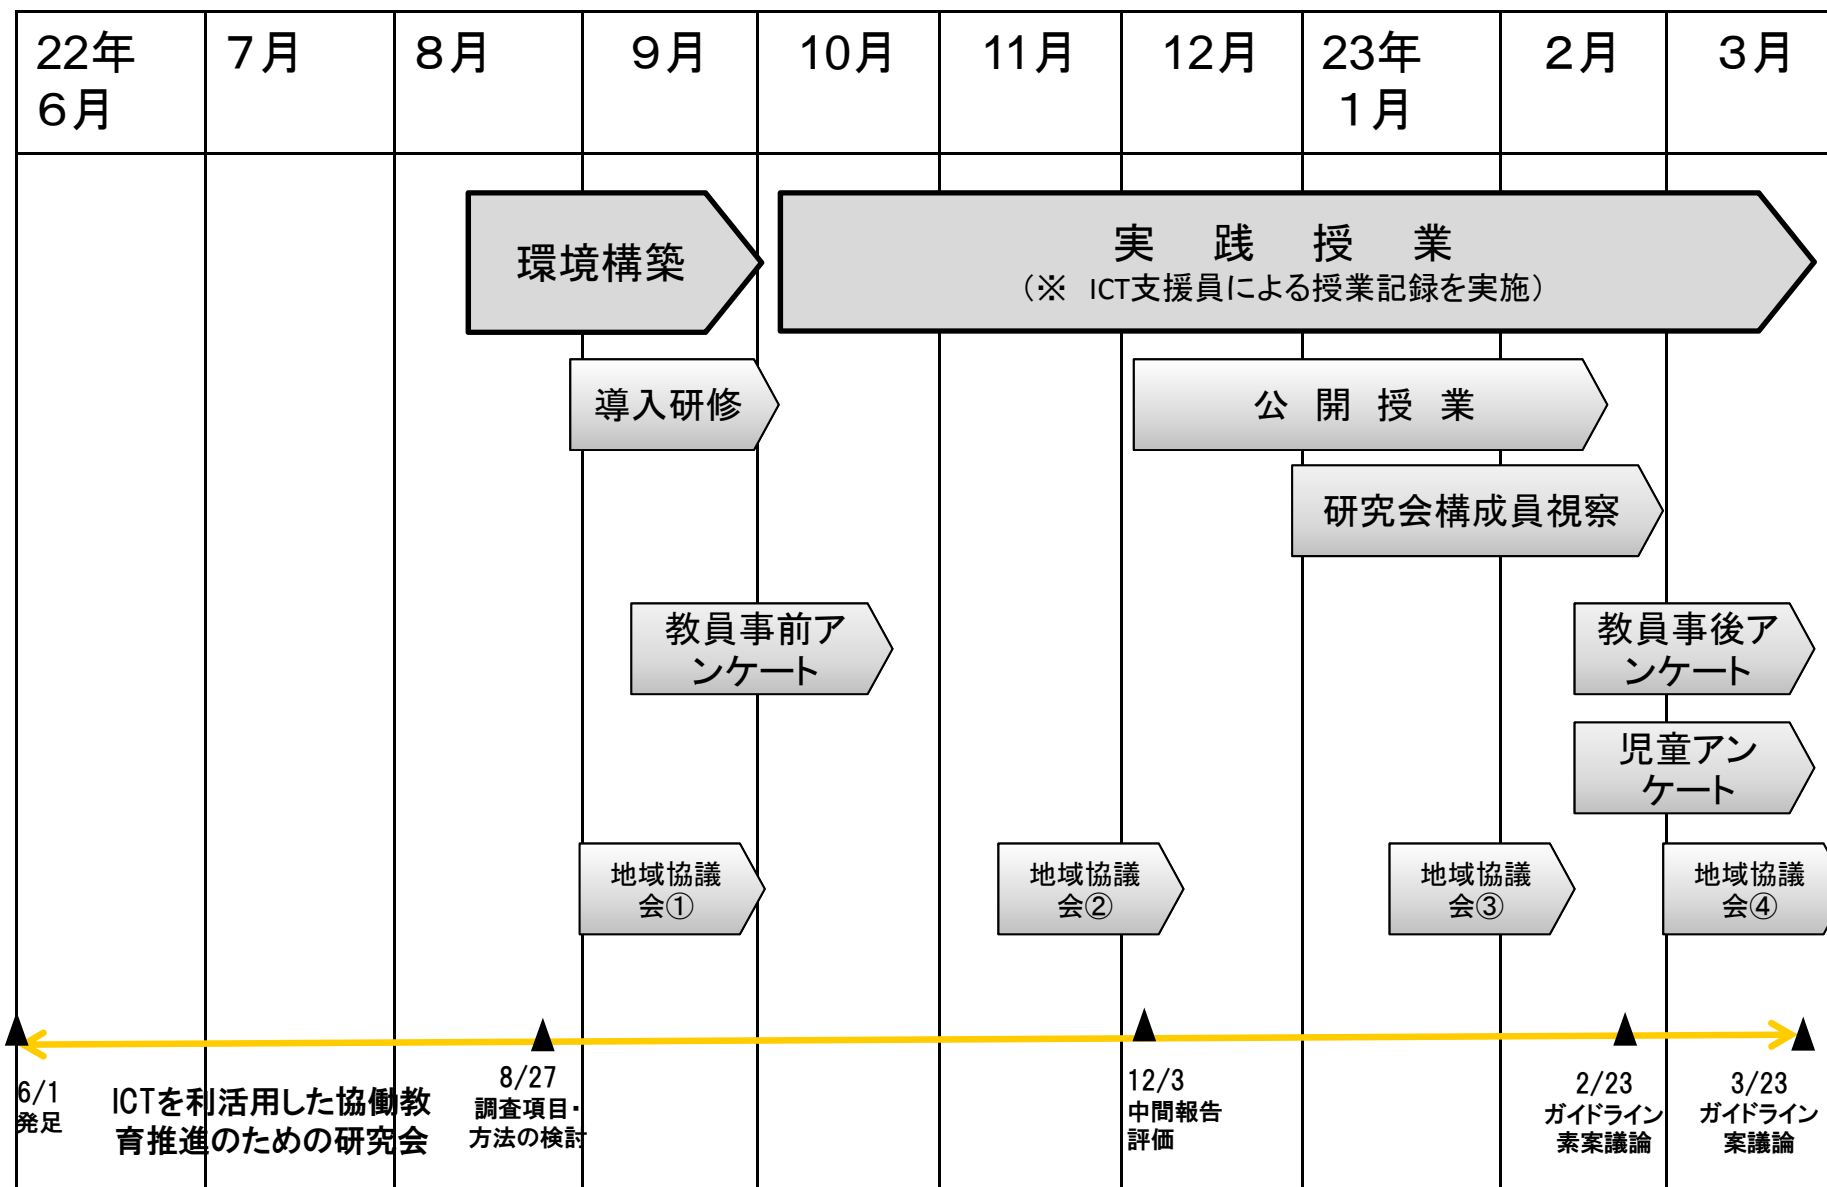 22年
６月
７月
８月
９月
10月
11月
12月
23年
１月
２月
３月
環境構築
実　践　授　業
（※　ICT支援員による授業記録を実施）
導入研修
公　開　授　業
研究会構成員視察
教員事前ア
ンケート
教員事後ア
ンケート
児童アン
ケート
地域協議
会①
地域協議
会②
地域協議
会③
地域協議
会④
6/1
発足
ICTを利活用した協働教
育推進のための研究会
8/27
調査項目・
方法の検討
12/3
中間報告
評価
2/23
ガイドライン
素案議論
3/23
ガイドライン
案議論